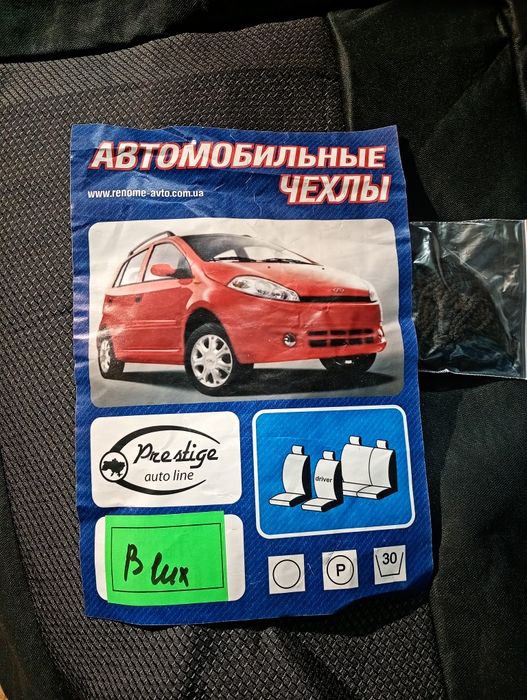 АВТОМОБИЛЬНЫЕ
ЧЕХЛЫ
www.renome-avto.com.ua
Prestige
auto line
driver
B lux
P
30